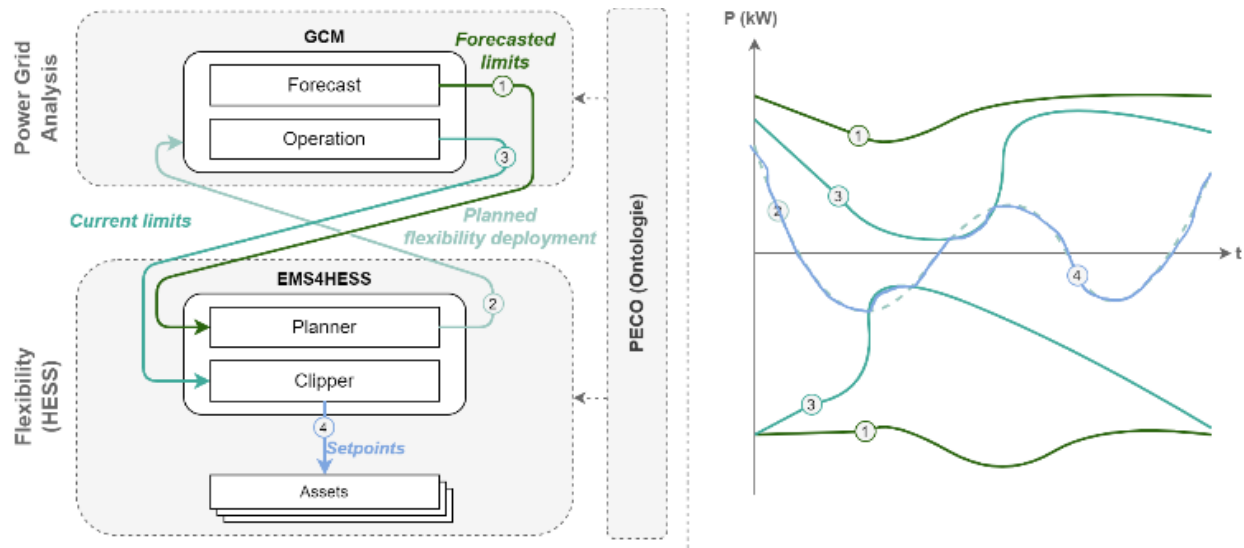 Power Grid
Analysis
GCM
Forecasted
limits
Forecast
1
Operation
3
Current limits
Planned
flexibility deployment
Flexibility
(HESS)
EMS4HESS
2
Planner
Clipper
4
Setpoints
Assets
PECO (Ontologie)
P (kW)
1
3
2
t
4
3
1